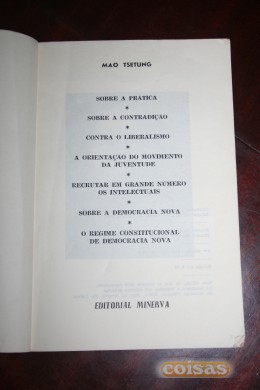 MAO TSETUNG
SOBRE A PRATICA
*
SOBRE A CONTRADIÇÃO
*
CONTRA O LIBERALISMO
*
A ORIENTAÇAO DO MOVIMENTO
DA JUVENTUDE
*
RECRUTAR EM GRANDE NÚMERO
OS INTELECTUAIS
*
SOBRE A DEMOCRACIA NOVA
*
O REGIME CONSTITUCIONAL
DE DEMOCRACIA NOVA
EDITORIAL MINERVA
coisas